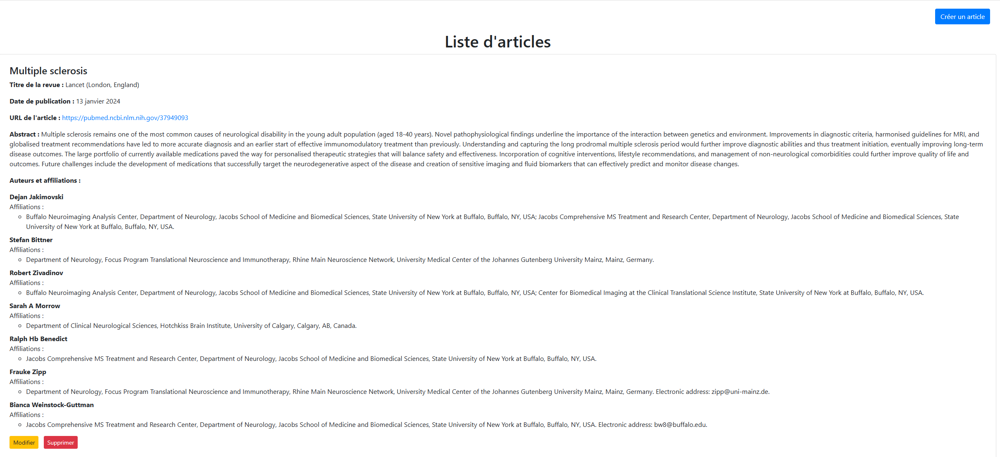 Créer un article
Liste d'articles
Multiple sclerosis
Titre de la revue : Lancet (London, England)
Date de publication : 13 janvier 2024
URL de l'article : https://pubmed.ncbi.nlm.nih.gov/37949093
Abstract : Multiple sclerosis remains one of the most common causes of neurological disability in the young adult population (aged 18-40 years). Novel pathophysiological findings underline the importance of the interaction between genetics and environment. Improvements in diagnostic criteria, harmonised guidelines for MRI, and
globalised treatment recommendations have led to more accurate diagnosis and an earlier start of effective immunomodulatory treatment than previously. Understanding and capturing the long prodromal multiple sclerosis period would further improve diagnostic abilities and thus treatment initiation, eventually improving long-term
disease outcomes. The large portfolio of currently available medications paved the way for personalised therapeutic strategies that will balance safety and effectiveness. Incorporation of cognitive interventions, lifestyle recommendations, and management of non-neurological comorbidities could further improve quality of life and
outcomes. Future challenges include the development of medications that successfully target the neurodegenerative aspect of the disease and creation of sensitive imaging and fluid biomarkers that can effectively predict and monitor disease changes.
Auteurs et affiliations :
Dejan Jakimovski
Affiliations :
Buffalo Neuroimaging Analysis Center, Department of Neurology, Jacobs School of Medicine and Biomedical Sciences, State University of New York at Buffalo, Buffalo, NY, USA; Jacobs Comprehensive MS Treatment and Research Center, Department of Neurology, Jacobs School of Medicine and Biomedical Sciences, State
University of New York at Buffalo, Buffalo, NY, USA.
Stefan Bittner
Affiliations :
Department of Neurology, Focus Program Translational Neuroscience and Immunotherapy, Rhine Main Neuroscience Network, University Medical Center of the Johannes Gutenberg University Mainz, Mainz, Germany.
Robert Zivadinov
Affiliations :
Buffalo Neuroimaging Analysis Center, Department of Neurology, Jacobs School of Medicine and Biomedical Sciences, State University of New York at Buffalo, Buffalo, NY, USA; Center for Biomedical Imaging at the Clinical Translational Science Institute, State University of New York at Buffalo, Buffalo, NY, USA.
Sarah A Morrow
Affiliations :
Department of Clinical Neurological Sciences, Hotchkiss Brain Institute, University of Calgary, Calgary, AB, Canada.
Ralph Hb Benedict
Affiliations :
Jacobs Comprehensive MS Treatment and Research Center, Department of Neurology, Jacobs School of Medicine and Biomedical Sciences, State University of New York at Buffalo, Buffalo, NY, USA.
Frauke Zipp
Affiliations :
Department of Neurology, Focus Program Translational Neuroscience and Immunotherapy, Rhine Main Neuroscience Network, University Medical Center of the Johannes Gutenberg University Mainz, Mainz, Germany. Electronic address: zipp@uni-mainz.de.
Bianca Weinstock-Guttman
Affiliations :
Jacobs Comprehensive MS Treatment and Research Center, Department of Neurology, Jacobs School of Medicine and Biomedical Sciences, State University of New York at Buffalo, Buffalo, NY, USA. Electronic address: bw8@buffalo.edu.
Modifier Supprimer